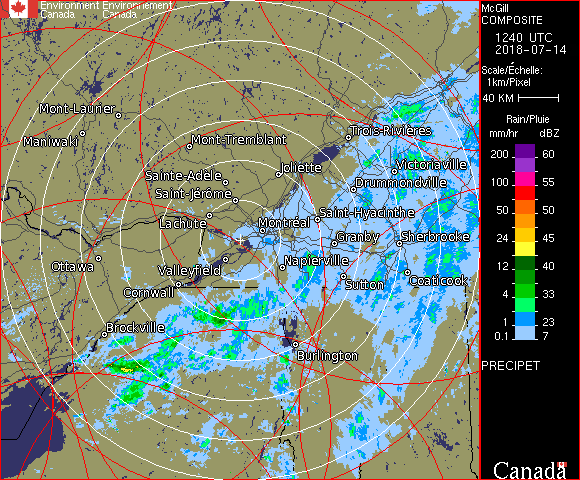 Environment Environnement
Canada Canada
McGill
COMPOSITE
1240 UTC
2018-07-14
Scale/Échelle:
1km/Pixel
40 KM
Rain/Pluie
mm/hr dBZ
200 60
100 55
50 50
24 45
12 40
4 33
1 23
0.1 7
PRECIPET
Canada
Mont-Laurier
Maniwaki
Mont-Tremblant
Trois-Rivières
Sainte-Adèle
Joliette
Victoriaville
Drummondville
Saint-Jérôme
Lachute
Montréal
Saint-Hyacinthe
Granby
Sherbrooke
Ottawa
Valleyfield
Napierville
Cornwall
Sutton
Coaticook
Brockville
Burlington